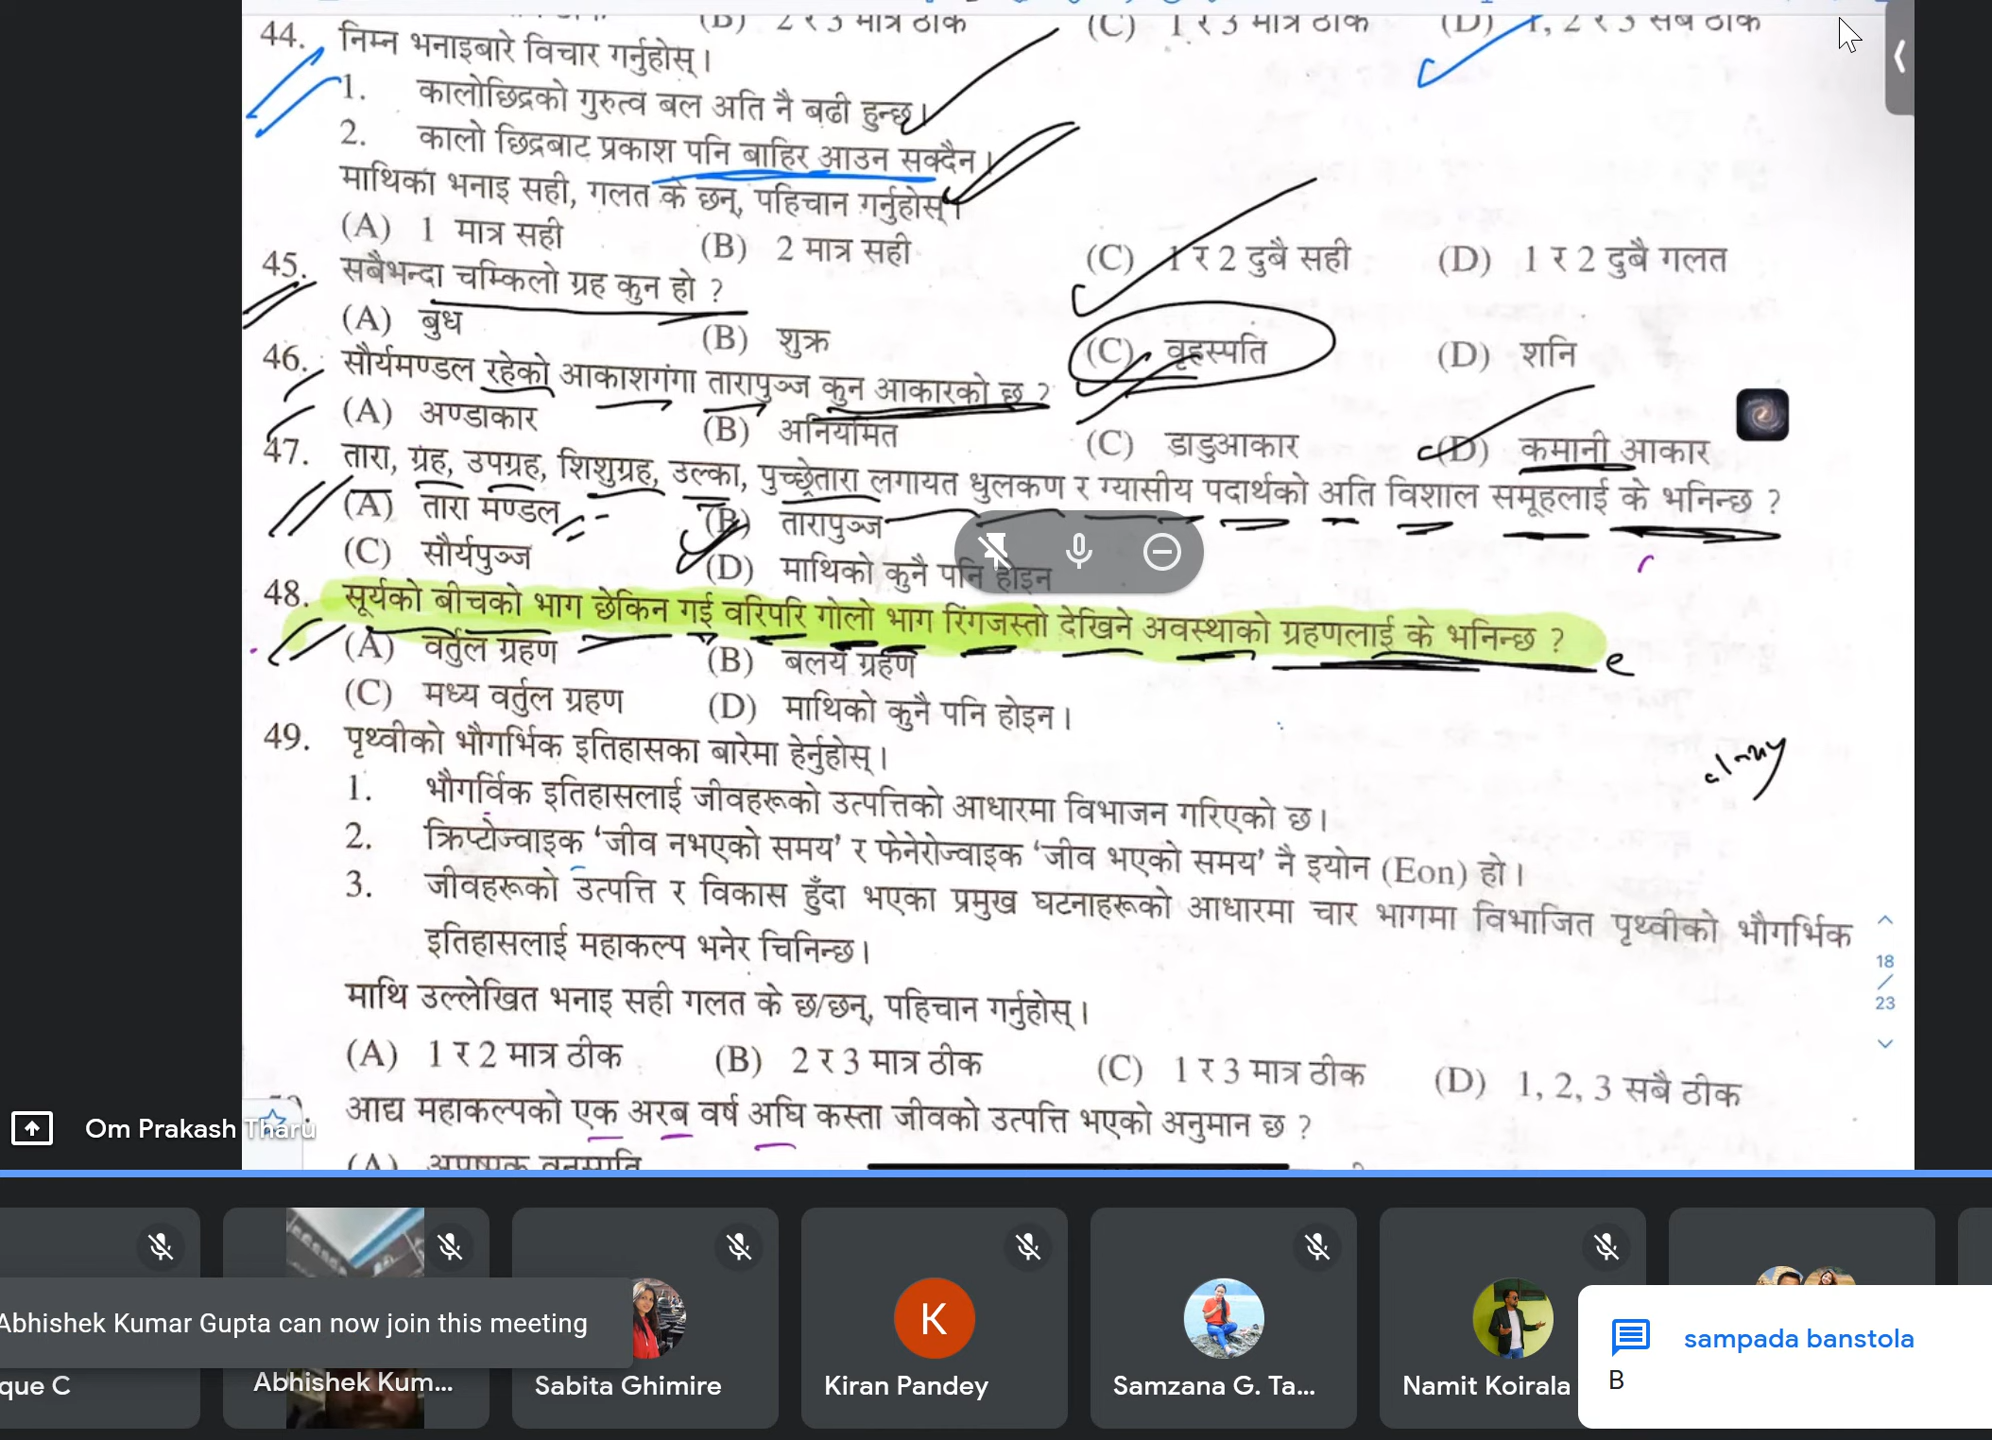 (B) 2 र 3 मात्र ठीक (C) 1 र 3 मात्र ठीक (D) 1, 2 र 3 सबै ठीक
44. निम्न भनाइबारे विचार गर्नुहोस् ।
1. कालोछिद्रको गुरुत्व बल अति नै बढी हुन्छ ।
2. कालो छिद्रबाट प्रकाश पनि बाहिर आउन सक्दैन ।
माथिका भनाइ सही, गलत के छन्, पहिचान गर्नुहोस् ।
(A) 1 मात्र सही (B) 2 मात्र सही (C) 1 र 2 दुबै सही (D) 1 र 2 दुबै गलत
45. सबैभन्दा चम्किलो ग्रह कुन हो ?
(A) बुध (B) शुक्र (C) वृहस्पति (D) शनि
46. सौर्यमण्डल रहेको आकाशगंगा तारापुञ्ज कुन आकारको छ ?
(A) अण्डाकार (B) अनियमित (C) डाडुआकार (D) कमानी आकार
47. तारा, ग्रह, उपग्रह, शिशुग्रह, उल्का, पुच्छ्रेतारा लगायत धुलकण र ग्यासीय पदार्थको अति विशाल समूहलाई के भनिन्छ ?
(A) तारा मण्डल (B) तारापुञ्ज
(C) सौर्यपुञ्ज (D) माथिको कुनै पनि होइन
48. सूर्यको बीचको भाग छेकिन गई वरिपरि गोलो भाग रिंगजस्तो देखिने अवस्थाको ग्रहणलाई के भनिन्छ ?
(A) वर्तुल ग्रहण (B) बलय ग्रहण
(C) मध्य वर्तुल ग्रहण (D) माथिको कुनै पनि होइन ।
49. पृथ्वीको भौगर्भिक इतिहासका बारेमा हेर्नुहोस् ।
1. भौगर्विक इतिहासलाई जीवहरूको उत्पत्तिको आधारमा विभाजन गरिएको छ ।
2. क्रिप्टोज्वाइक ‘जीव नभएको समय’ र फेनेरोज्वाइक ‘जीव भएको समय’ नै इयोन (Eon) हो ।
3. जीवहरूको उत्पत्ति र विकास हुँदा भएका प्रमुख घटनाहरूको आधारमा चार भागमा विभाजित पृथ्वीको भौगर्भिक
इतिहासलाई महाकल्प भनेर चिनिन्छ ।
माथि उल्लेखित भनाइ सही गलत के छ/छन्, पहिचान गर्नुहोस् ।
(A) 1 र 2 मात्र ठीक (B) 2 र 3 मात्र ठीक (C) 1 र 3 मात्र ठीक (D) 1, 2, 3 सबै ठीक
आद्य महाकल्पको एक अरब वर्ष अघि कस्ता जीवको उत्पत्ति भएको अनुमान छ ?
(A)
18
/
23
Om Prakash Tharu
Abhishek Kumar Gupta can now join this meeting
que C
Abhishek Kum...
Sabita Ghimire
K
Kiran Pandey
Samzana G. Ta...
Namit Koirala
sampada banstola
B